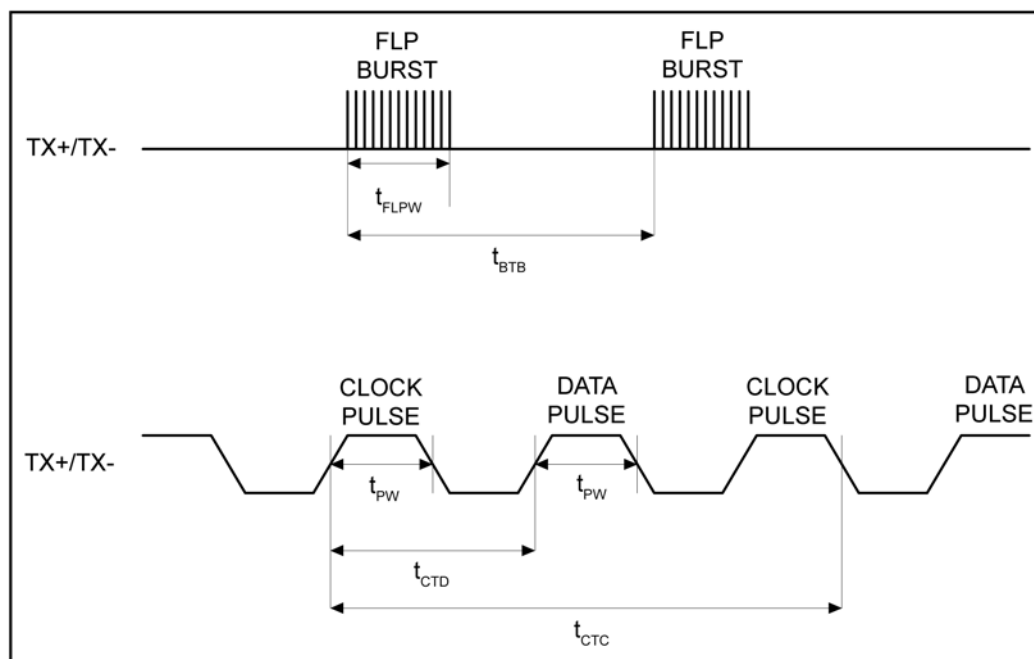 FLP
BURST
FLP
BURST
TX+/TX-
tFLPW
tBTB
CLOCK
PULSE
DATA
PULSE
CLOCK
PULSE
DATA
PULSE
TX+/TX-
tPW
tPW
tCTD
tCTC